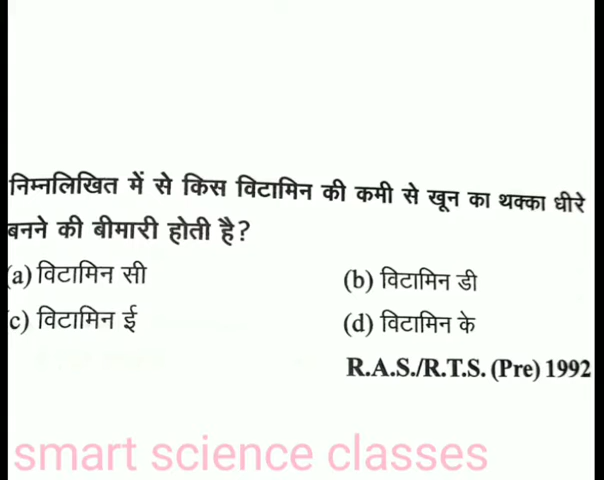 निम्नलिखित में से किस विटामिन की कमी से खून का थक्का धीरे
बनने की बीमारी होती है?
(a) विटामिन सी (b) विटामिन डी
(c) विटामिन ई (d) विटामिन के
R.A.S./R.T.S. (Pre) 1992
smart science classes